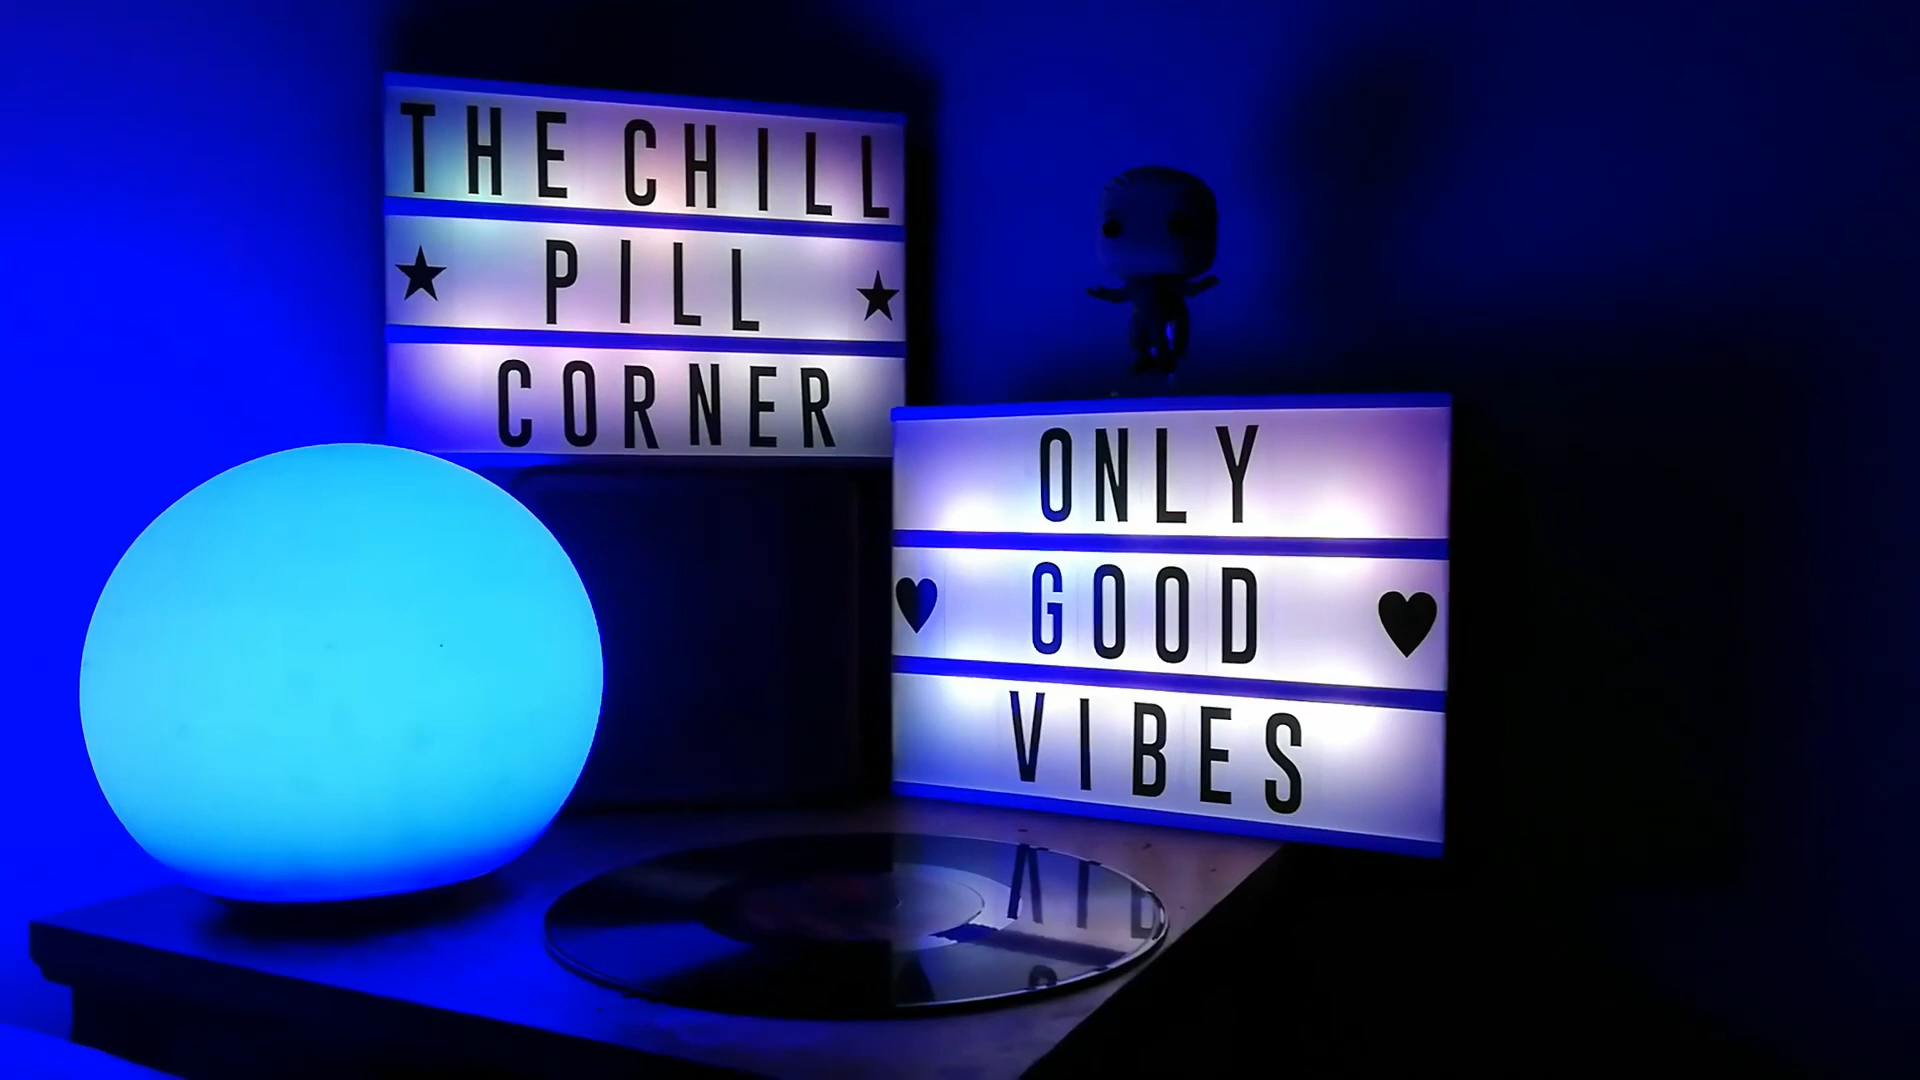 THE CHILL
★ PILL ★
CORNER
ONLY
♥ GOOD ♥
VIBES